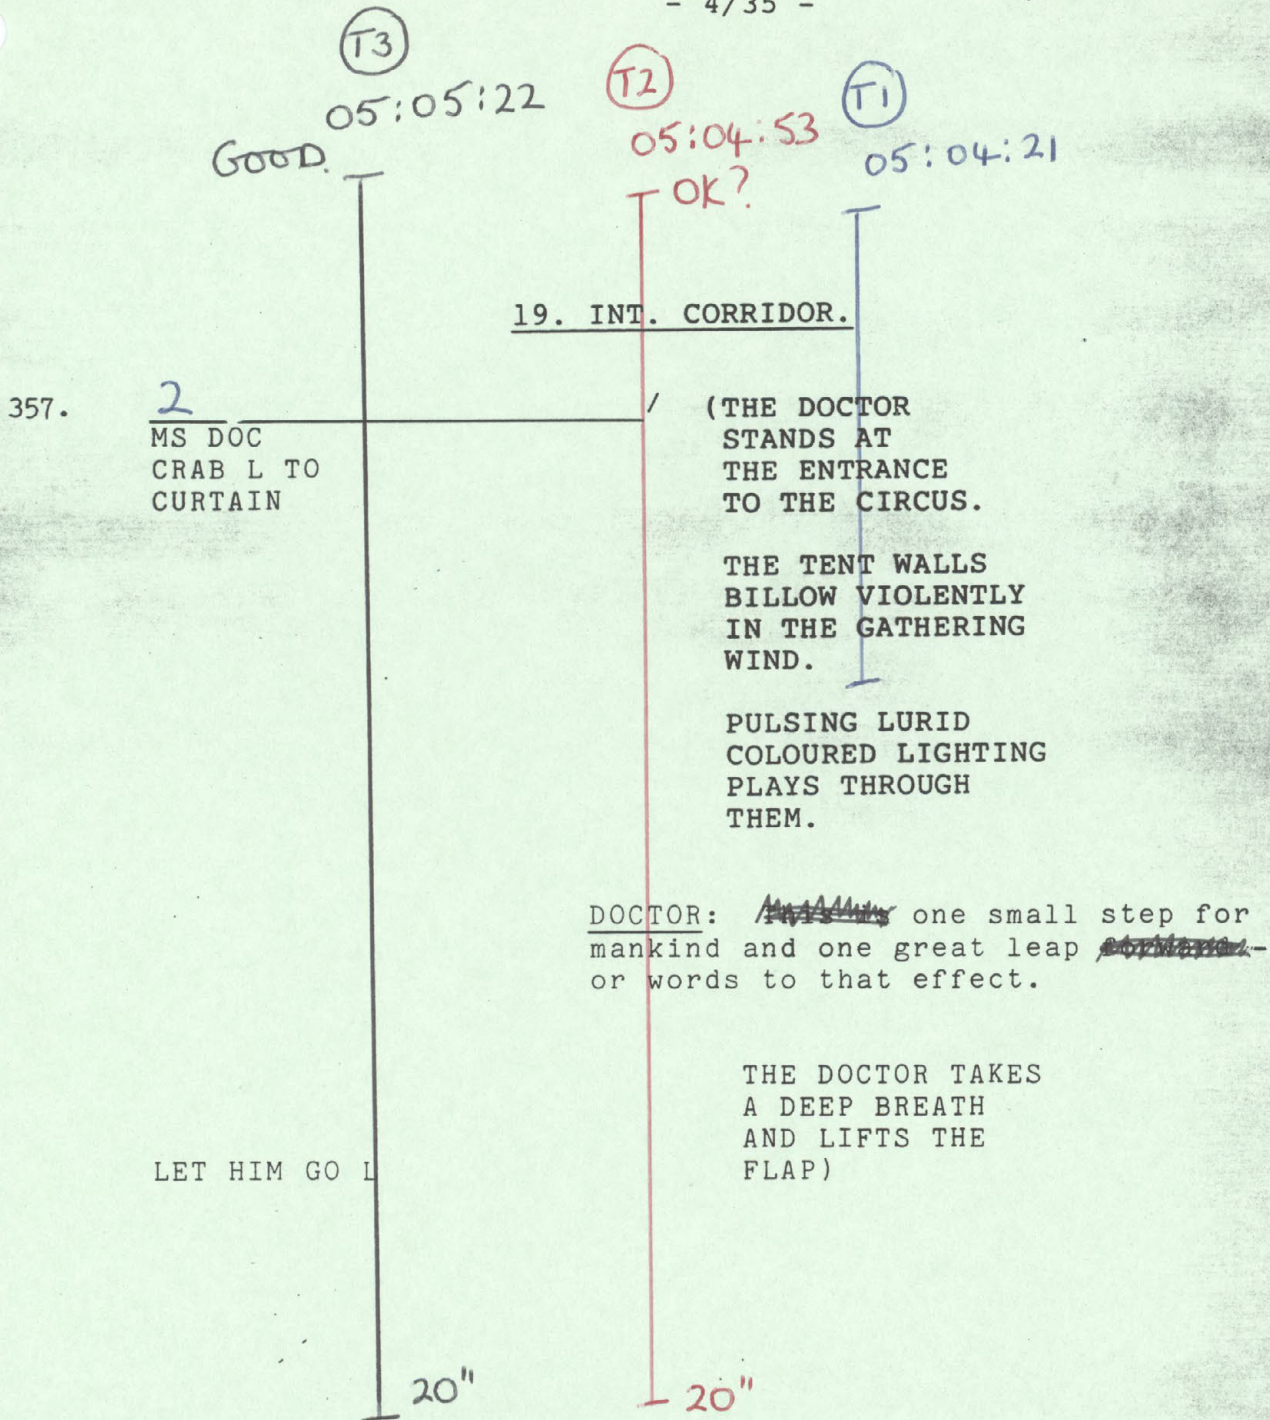 - 4/35 -
T3
T2
T1
05:05:22
05:04:53
05:04:21
GOOD.
OK?
19. INT. CORRIDOR.
357.
2
/ (THE DOCTOR
MS DOC
STANDS AT
CRAB L TO
THE ENTRANCE
CURTAIN
TO THE CIRCUS.
THE TENT WALLS
BILLOW VIOLENTLY
IN THE GATHERING
WIND.
PULSING LURID
COLOURED LIGHTING
PLAYS THROUGH
THEM.
DOCTOR: This is one small step for
mankind and one great leap forward -
or words to that effect.
THE DOCTOR TAKES
A DEEP BREATH
AND LIFTS THE
LET HIM GO L
FLAP)
20"
20"